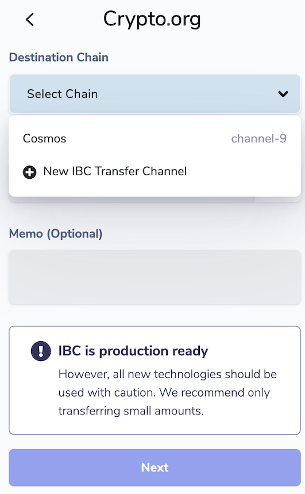 Crypto.org
Destination Chain
Select Chain
Cosmos channel-9
New IBC Transfer Channel
Memo (Optional)
IBC is production ready
However, all new technologies should be
used with caution. We recommend only
transferring small amounts.
Next